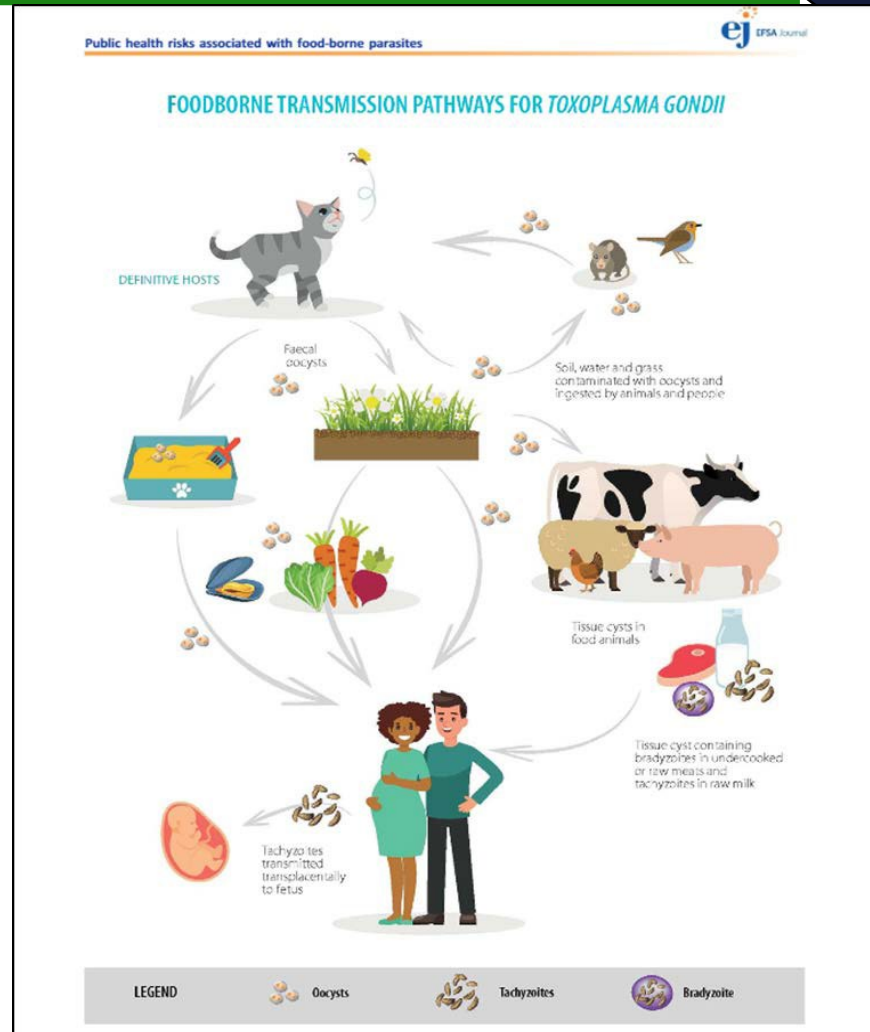 Public health risks associated with food-borne parasites
ej EFSA Journal
FOODBORNE TRANSMISSION PATHWAYS FOR TOXOPLASMA GONDII
DEFINITIVE HOSTS
Faecal
oocysts
Soil, water and grass
contaminated with oocysts and
ingested by animals and people
Tissue cysts in
food animals
Tissue cyst containing
bradyzoites in undercooked
or raw meats and
tachyzoites in raw milk
Tachyzoites
transmitted
transplacentally
to fetus
LEGEND
Oocysts
Tachyzoites
Bradyzoite